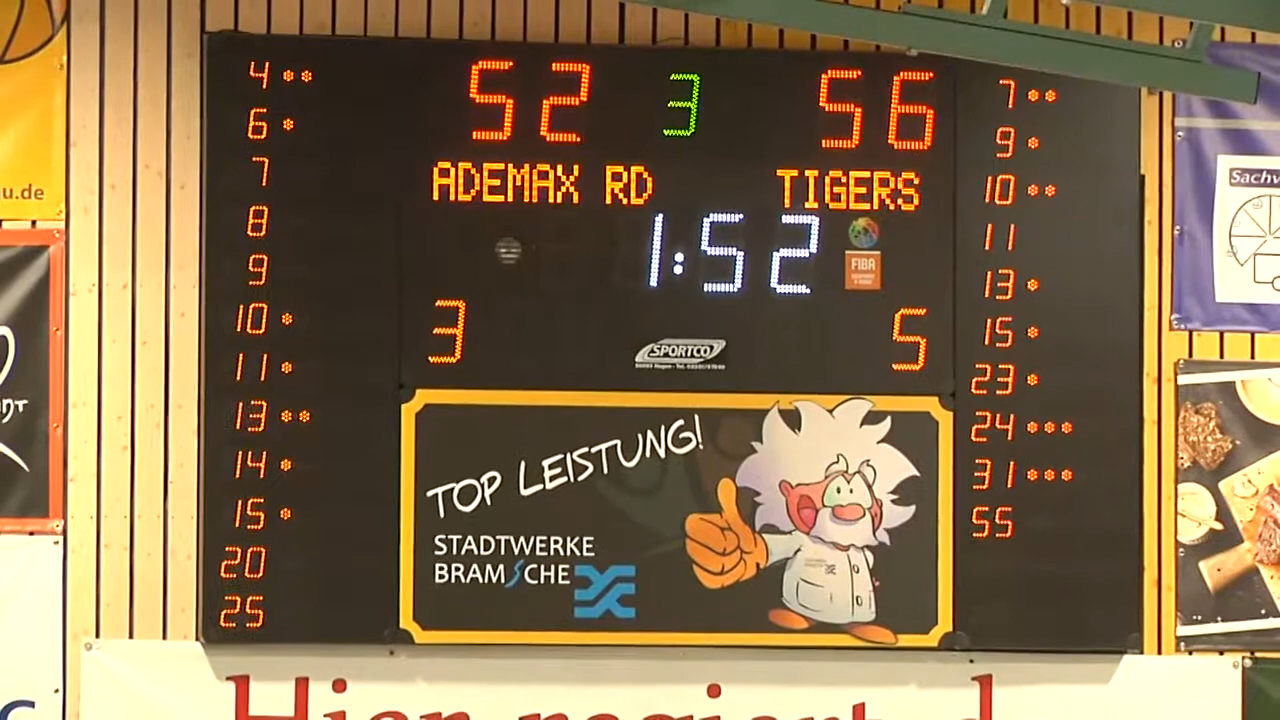 4 ** 52 3 56 7 **
6 * 9 *
7 ADEMAX RD TIGERS 10 **
8 1:52 11
9 FIBA 13 *
10 * 3 5 15 *
11 * SPORTCO 23 *
13 ** 24 ***
14 * 31 ***
15 * 55
20
25
TOP LEISTUNG!
STADTWERKE
BRAMSCHE
u.de
Sachv
Hier regiert d